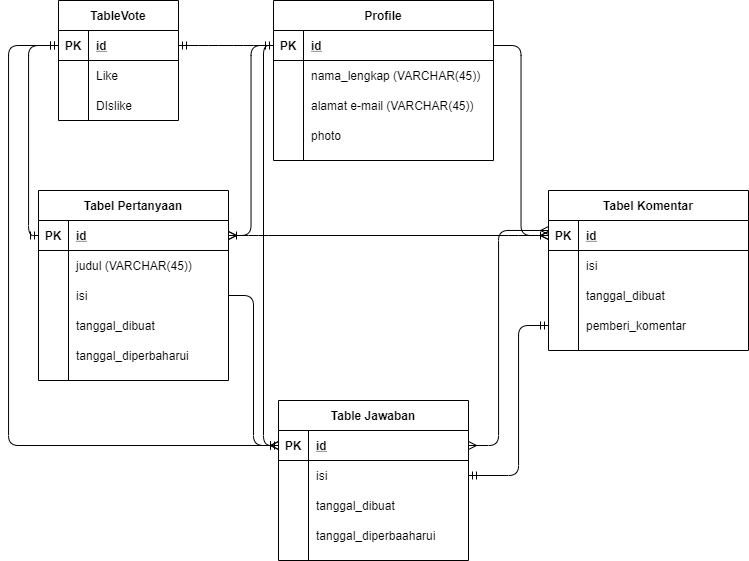 TableVote
PK id
Like
DIslike
Profile
PK id
nama_lengkap (VARCHAR(45))
alamat e-mail (VARCHAR(45))
photo
Tabel Pertanyaan
PK id
judul (VARCHAR(45))
isi
tanggal_dibuat
tanggal_diperbaharui
Tabel Komentar
PK id
isi
tanggal_dibuat
pemberi_komentar
Table Jawaban
PK id
isi
tanggal_dibuat
tanggal_diperbaaharui